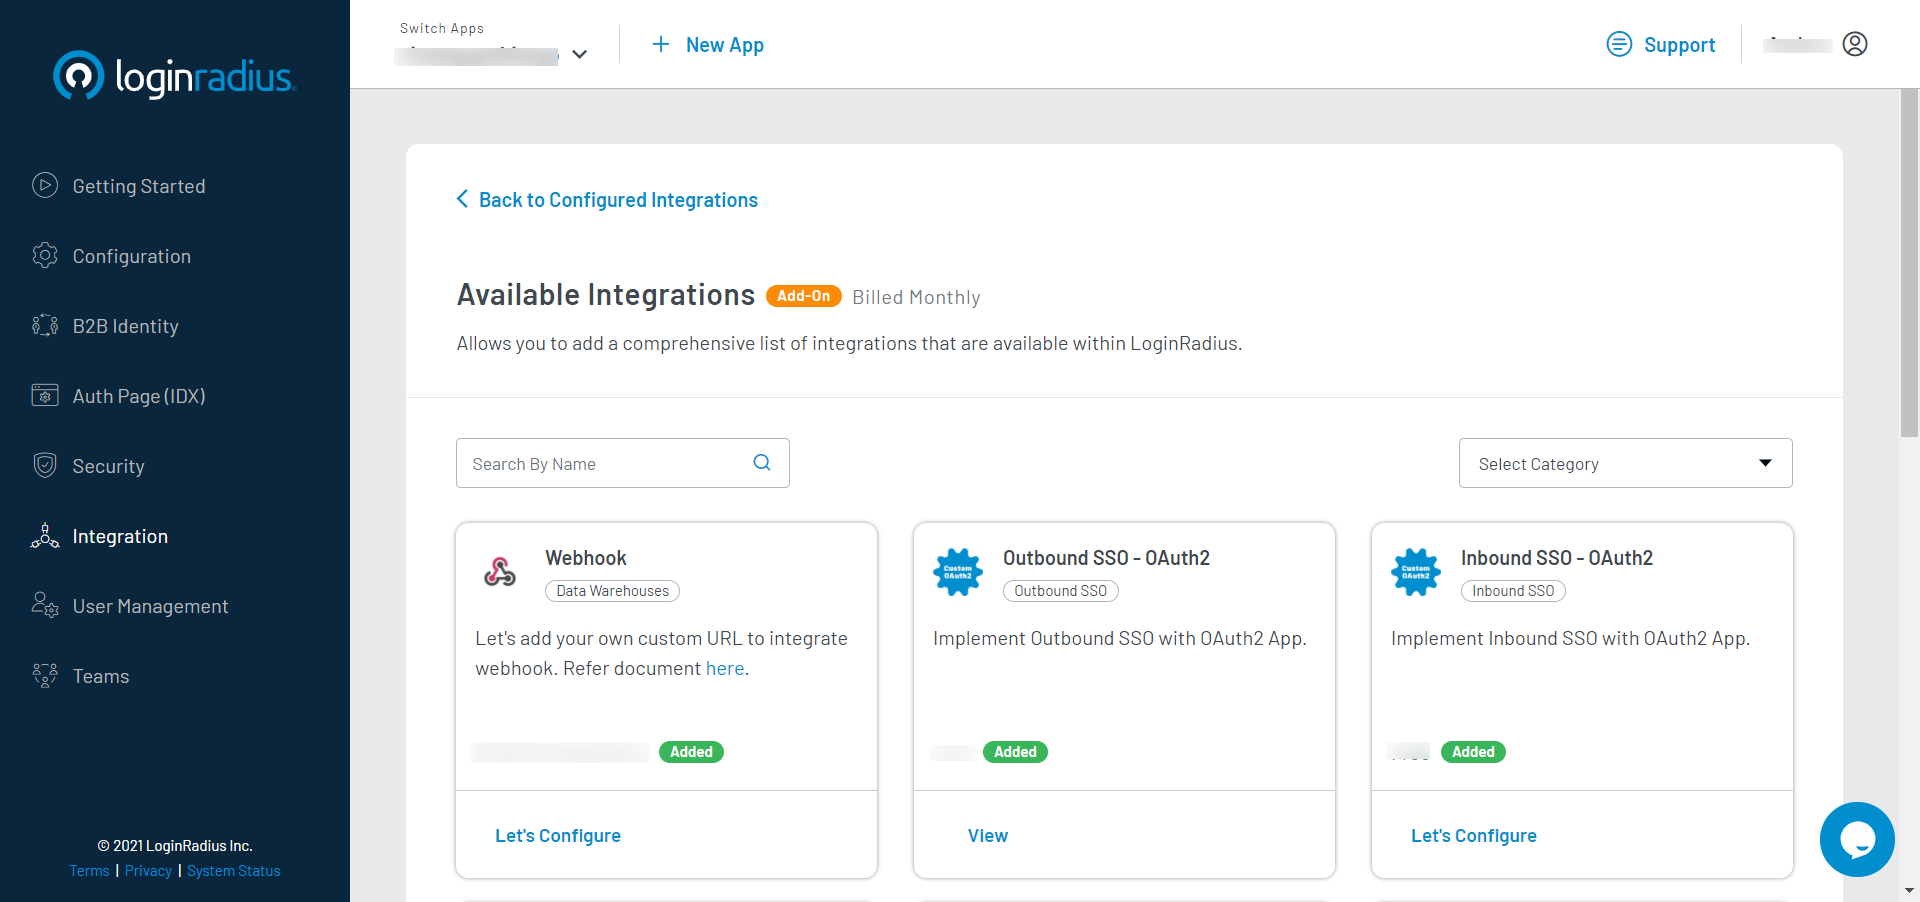 loginradius
Getting Started
Configuration
B2B Identity
Auth Page (IDX)
Security
Integration
User Management
Teams
© 2021 LoginRadius Inc.
Terms | Privacy | System Status
Switch Apps
New App
Support
Back to Configured Integrations
Available Integrations Add-On Billed Monthly
Allows you to add a comprehensive list of integrations that are available within LoginRadius.
Search By Name
Select Category
Webhook
Data Warehouses
Let's add your own custom URL to integrate
webhook. Refer document here.
Added
Let's Configure
Custom
OAuth2
Outbound SSO - OAuth2
Outbound SSO
Implement Outbound SSO with OAuth2 App.
Added
View
Custom
OAuth2
Inbound SSO - OAuth2
Inbound SSO
Implement Inbound SSO with OAuth2 App.
Added
Let's Configure